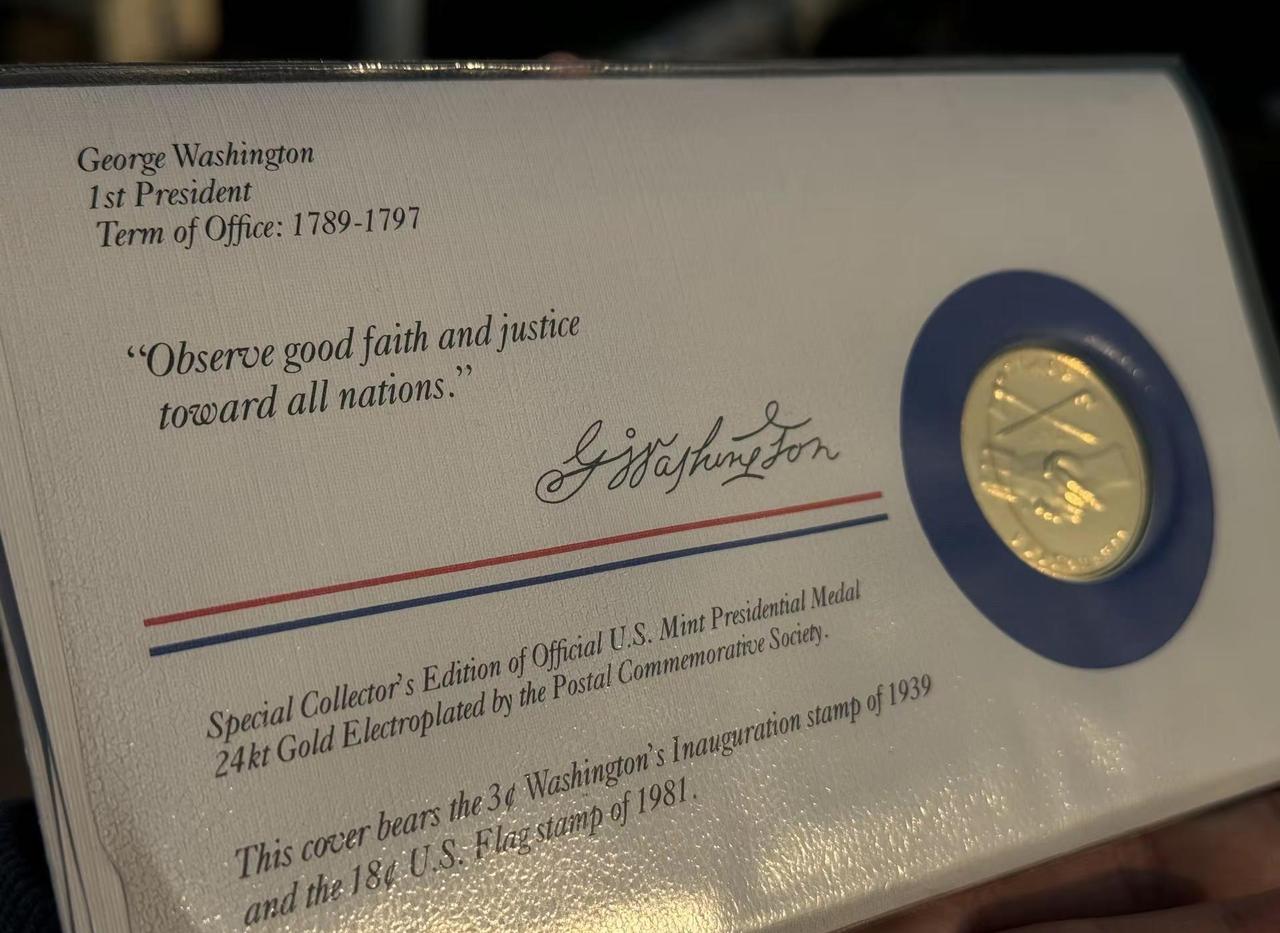 George Washington
1st President
Term of Office: 1789-1797
“Observe good faith and justice
toward all nations.”
G Washington
Special Collector's Edition of Official U.S. Mint Presidential Medal
24kt Gold Electroplated by the Postal Commemorative Society.
This cover bears the 3¢ Washington's Inauguration stamp of 1939
and the 18¢ U.S. Flag stamp of 1981.